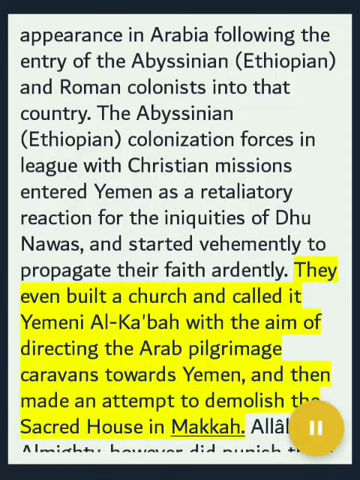 appearance in Arabia following the
entry of the Abyssinian (Ethiopian)
and Roman colonists into that
country. The Abyssinian
(Ethiopian) colonization forces in
league with Christian missions
entered Yemen as a retaliatory
reaction for the iniquities of Dhu
Nawas, and started vehemently to
propagate their faith ardently. They
even built a church and called it
Yemeni Al-Ka'bah with the aim of
directing the Arab pilgrimage
caravans towards Yemen, and then
made an attempt to demolish the
Sacred House in Makkah. Allâh
Almighty, however did punish